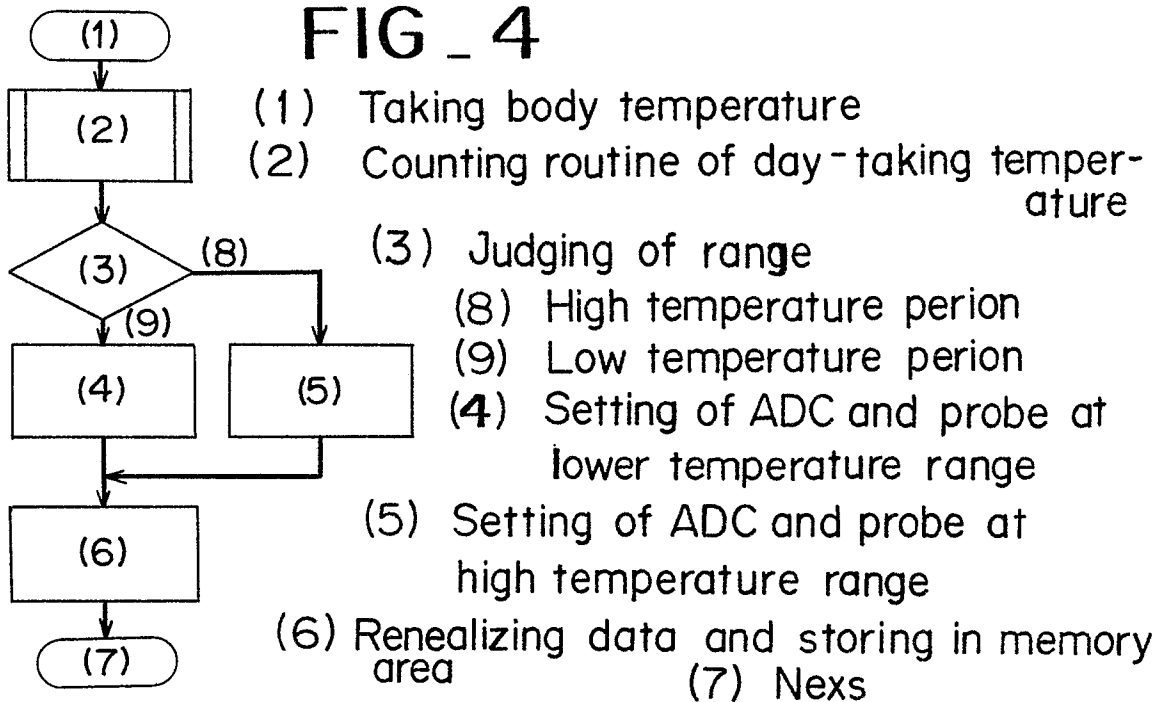 FIG_4
(1)
(2)
(3)
(8)
(9)
(4)
(5)
(6)
(7)
(1) Taking body temperature
(2) Counting routine of day-taking temper-
ature
(3) Judging of range
(8) High temperature perion
(9) Low temperature perion
(4) Setting of ADC and probe at
lower temperature range
(5) Setting of ADC and probe at
high temperature range
(6) Renealizing data and storing in memory
area
(7) Nexs